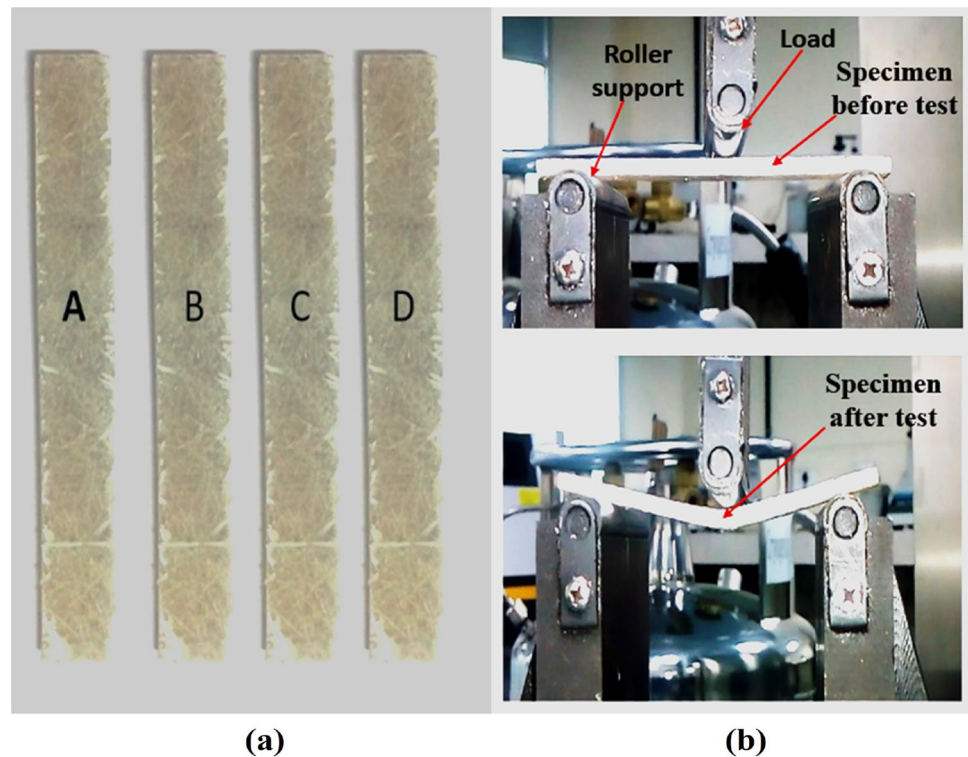 A
B
C
D
Roller
support
Load
Specimen
before test
Specimen
after test
(a)
(b)